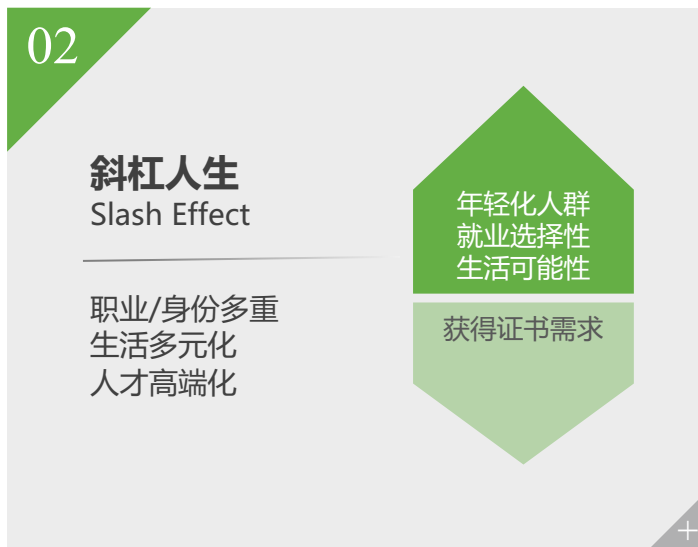 02
斜杠人生
Slash Effect
职业/身份多重
生活多元化
人才高端化
年轻化人群
就业选择性
生活可能性
获得证书需求